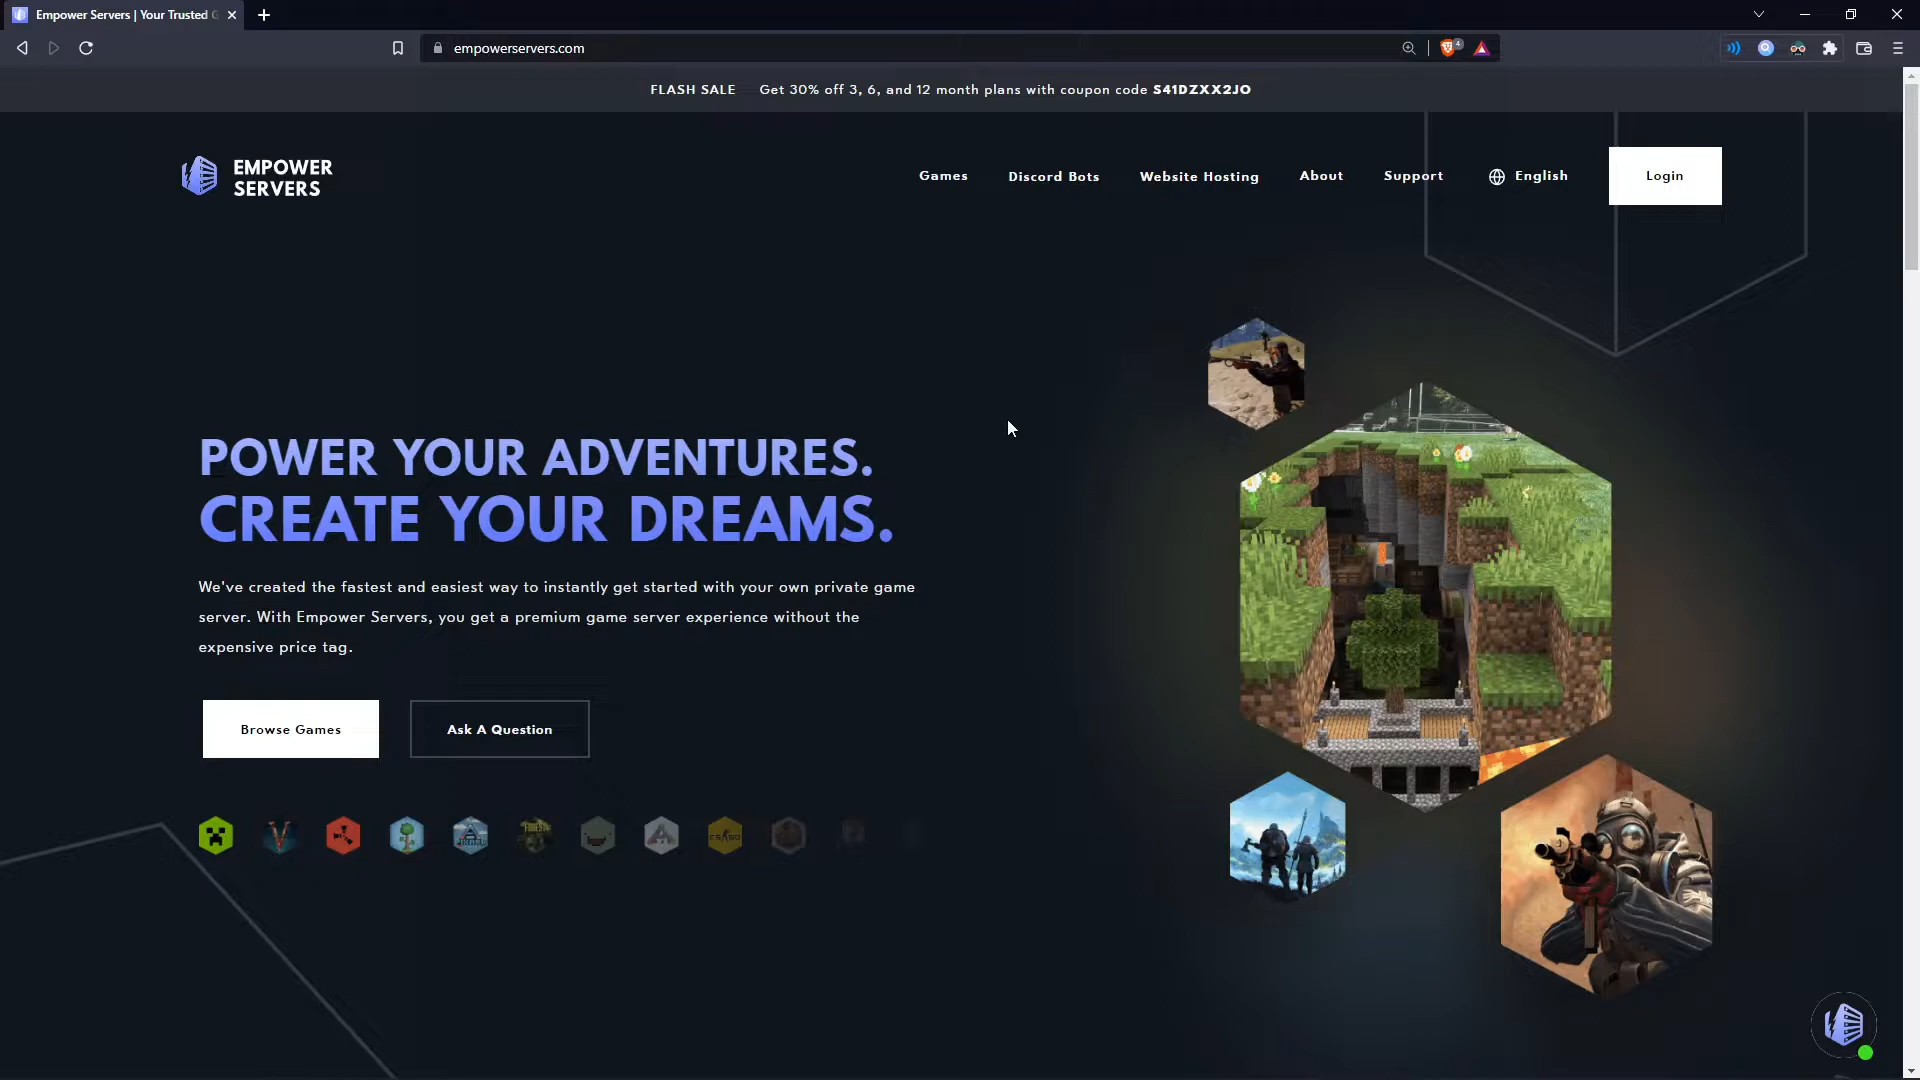 Empower Servers | Your Trusted G
empowerservers.com
4
FLASH SALE Get 30% off 3, 6, and 12 month plans with coupon code S41DZXX2JO
EMPOWER
SERVERS
Games Discord Bots Website Hosting About Support English Login
POWER YOUR ADVENTURES.
CREATE YOUR DREAMS.
We've created the fastest and easiest way to instantly get started with your own private game
server. With Empower Servers, you get a premium game server experience without the
expensive price tag.
Browse Games Ask A Question
CS:GO